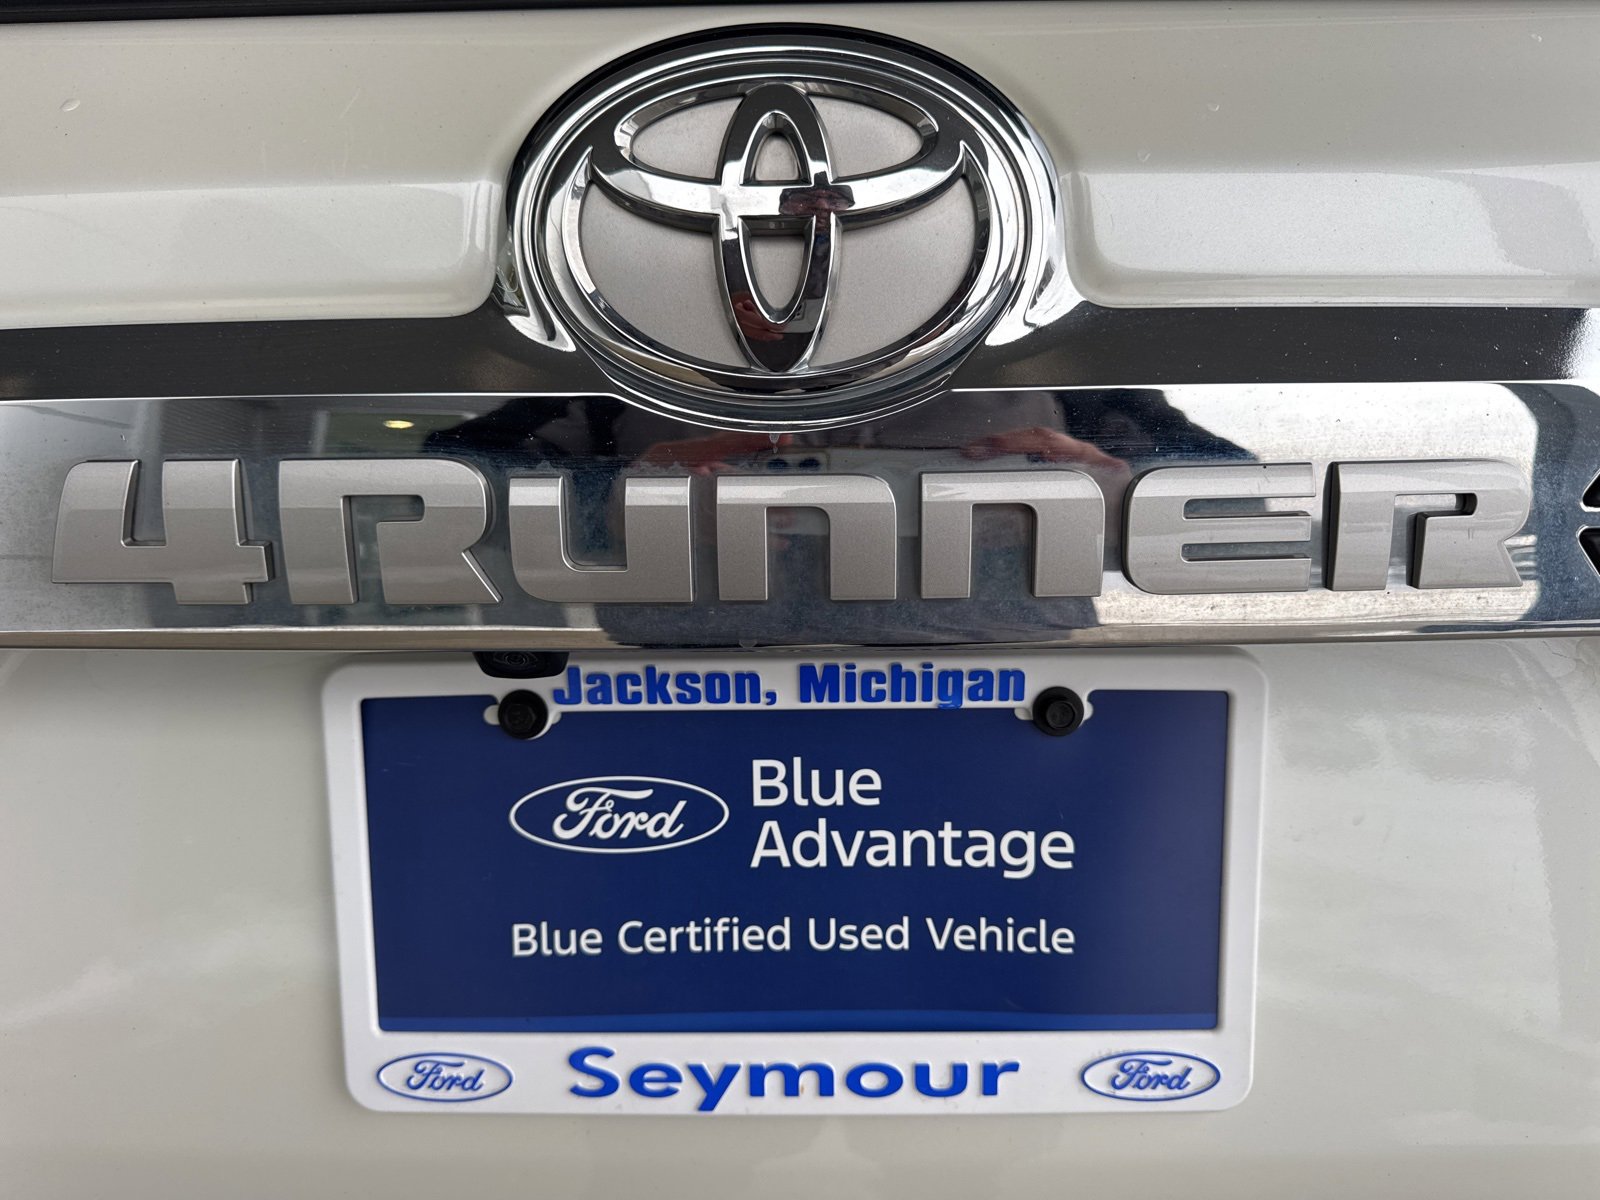 4RUNNER
Jackson, Michigan
Ford
Blue
Advantage
Blue Certified Used Vehicle
Ford Seymour Ford